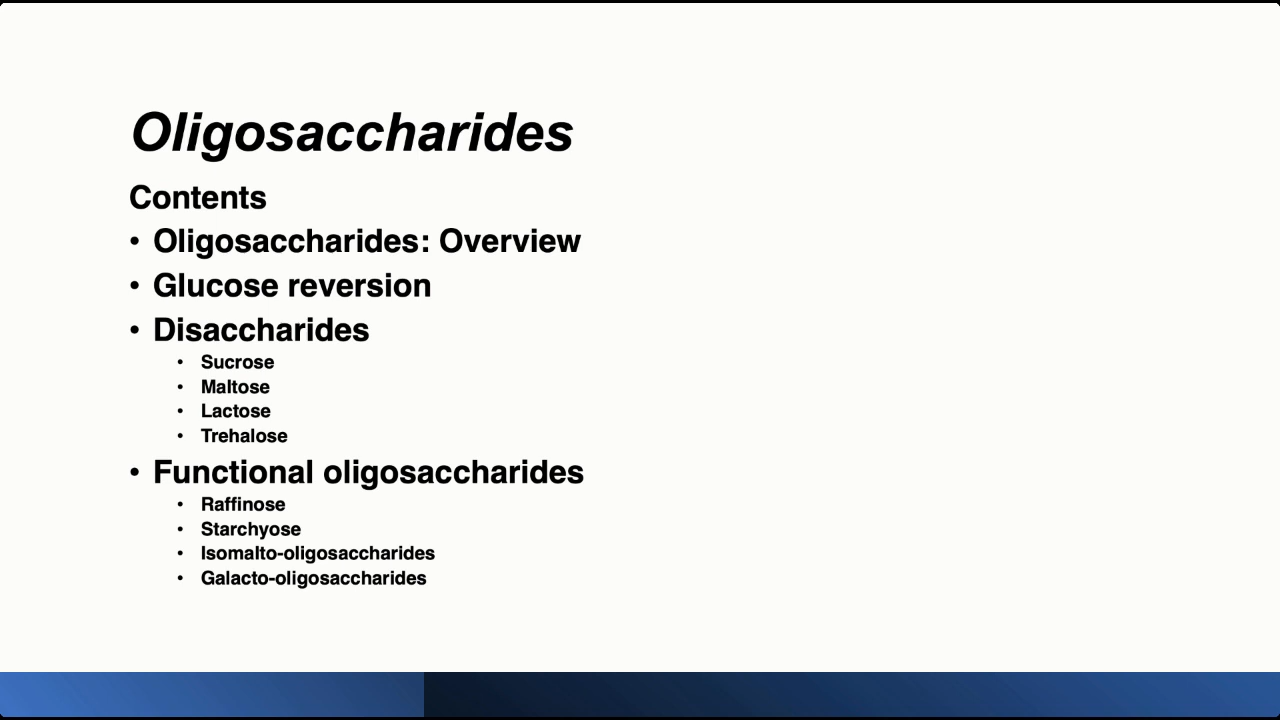 Oligosaccharides
Contents
• Oligosaccharides: Overview
• Glucose reversion
• Disaccharides
• Sucrose
• Maltose
• Lactose
• Trehalose
• Functional oligosaccharides
• Raffinose
• Starchyose
• Isomalto-oligosaccharides
• Galacto-oligosaccharides